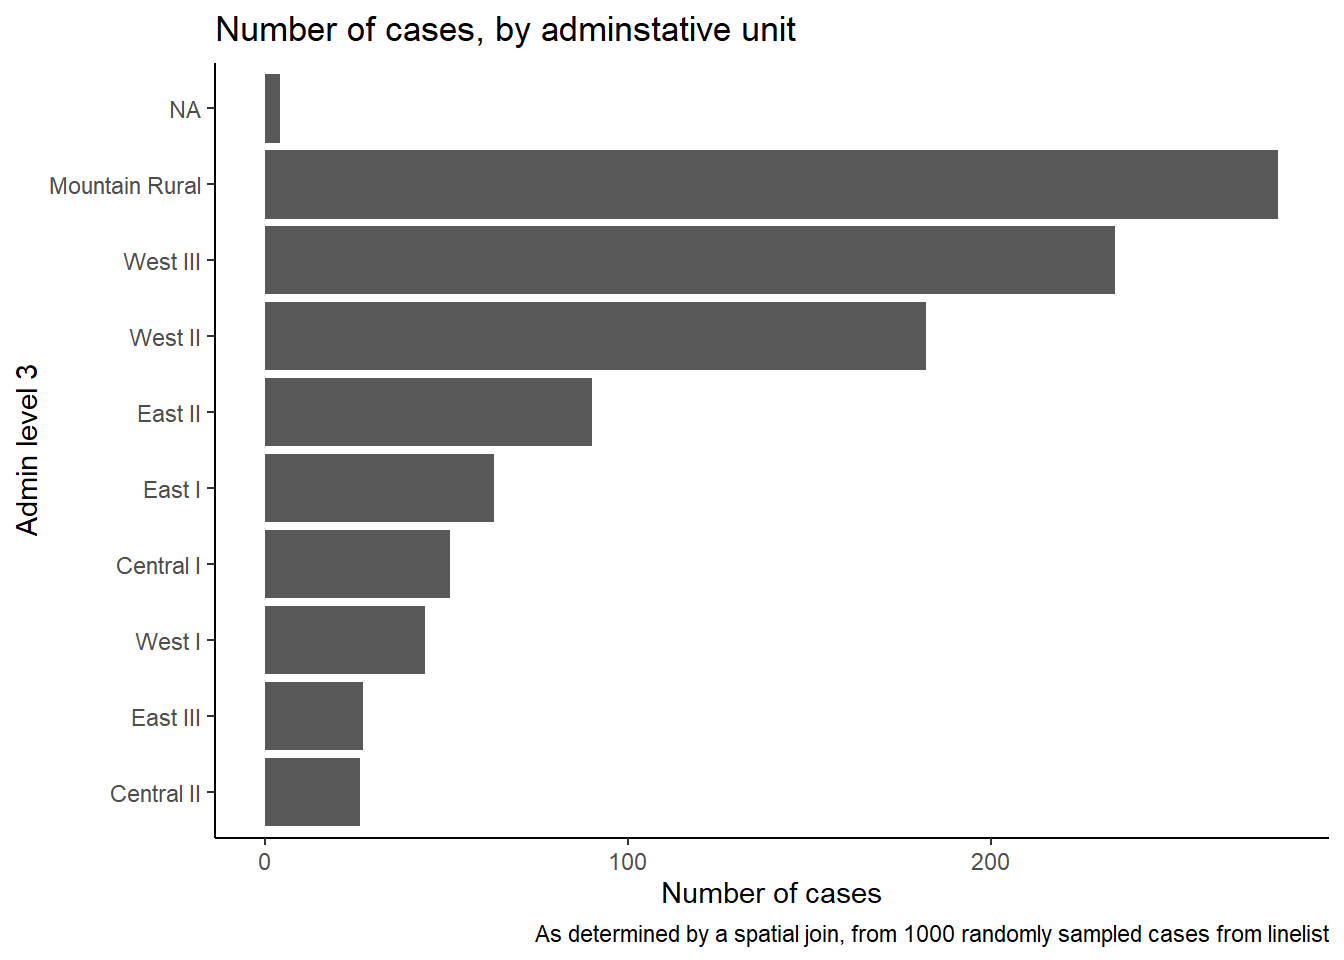 Number of cases, by adminstative unit
NA
Mountain Rural
West III
West II
East II
East I
Central I
West I
East III
Central II
Admin level 3
0 100 200
Number of cases
As determined by a spatial join, from 1000 randomly sampled cases from linelist